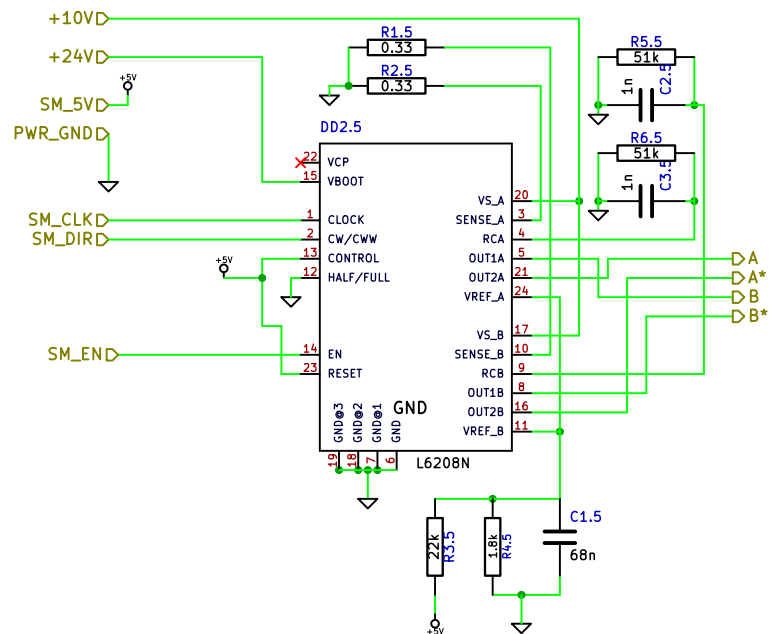 +10V
+24V
+5V
SM_5V
PWR_GND
R1.5
0.33
R2.5
0.33
R5.5
51k
1n
C2.5
R6.5
51k
1n
C3.5
DD2.5
22 VCP
15 VBOOT
SM_CLK 1 CLOCK
SM_DIR 2 CW/CWW
13 CONTROL
12 HALF/FULL
+5V
SM_EN 14 EN
23 RESET
VS_A 20
SENSE_A 3
RCA 4
OUT1A 5
OUT2A 21
VREF_A 24
VS_B 17
SENSE_B 10
RCB 9
OUT1B 8
OUT2B 16
VREF_B 11
A
A*
B
B*
GND
GND@3
GND@2
GND@1
GND
19
18
7
6
L6208N
22k
R3.5
1.8k
R4.5
C1.5
68n
+5V